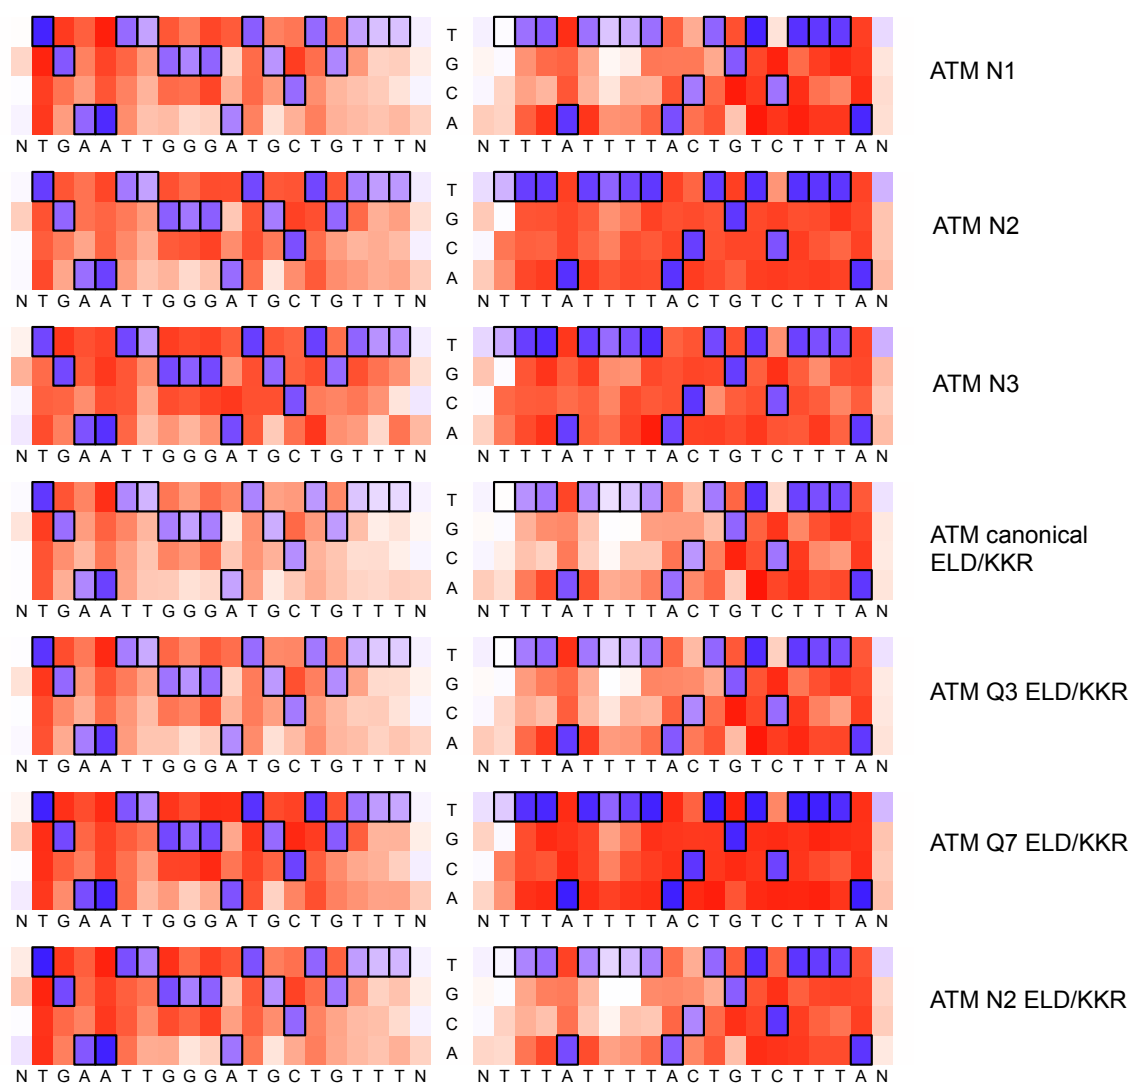 T
G
C
A
ATM N1
N T G A A T T G G G A T G C T G T T T N
N T T T A T T T T A C T G T C T T T A N
T
G
C
A
ATM N2
N T G A A T T G G G A T G C T G T T T N
N T T T A T T T T A C T G T C T T T A N
T
G
C
A
ATM N3
N T G A A T T G G G A T G C T G T T T N
N T T T A T T T T A C T G T C T T T A N
T
G
C
A
ATM canonical
ELD/KKR
N T G A A T T G G G A T G C T G T T T N
N T T T A T T T T A C T G T C T T T A N
T
G
C
A
ATM Q3 ELD/KKR
N T G A A T T G G G A T G C T G T T T N
N T T T A T T T T A C T G T C T T T A N
T
G
C
A
ATM Q7 ELD/KKR
N T G A A T T G G G A T G C T G T T T N
N T T T A T T T T A C T G T C T T T A N
T
G
C
A
ATM N2 ELD/KKR
N T G A A T T G G G A T G C T G T T T N
N T T T A T T T T A C T G T C T T T A N